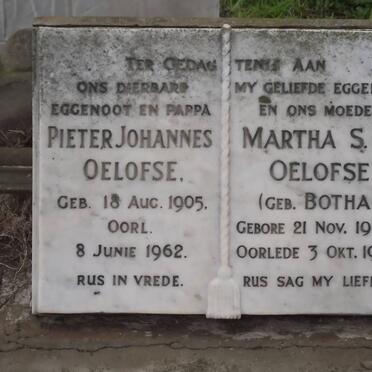 TER GEDAGTENIS AAN
ONS DIERBARE
EGGENOOT EN PAPPA
PIETER JOHANNES
OELOFSE.
GEB. 18 AUG. 1905.
OORL.
8 JUNIE 1962.
RUS IN VREDE.
MY GELIEFDE
EN ONS
MARTHA S.
OELOFSE
(GEB. BOTHA
GEBORE 21 NOV.
OORLEDE 3 OKT.
RUS SAG MY